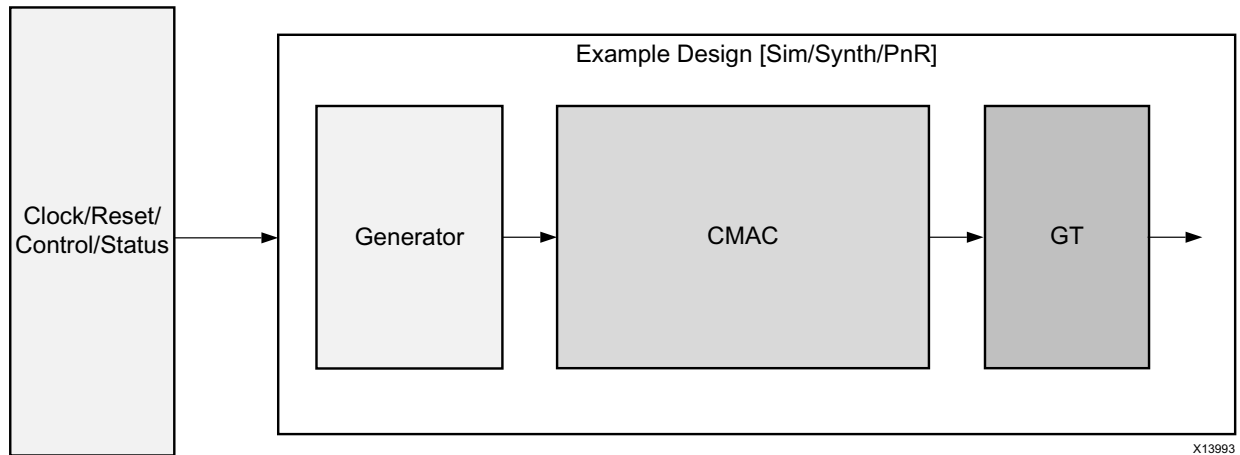 Example Design [Sim/Synth/PnR]
Clock/Reset/
Control/Status
Generator
CMAC
GT
X13993